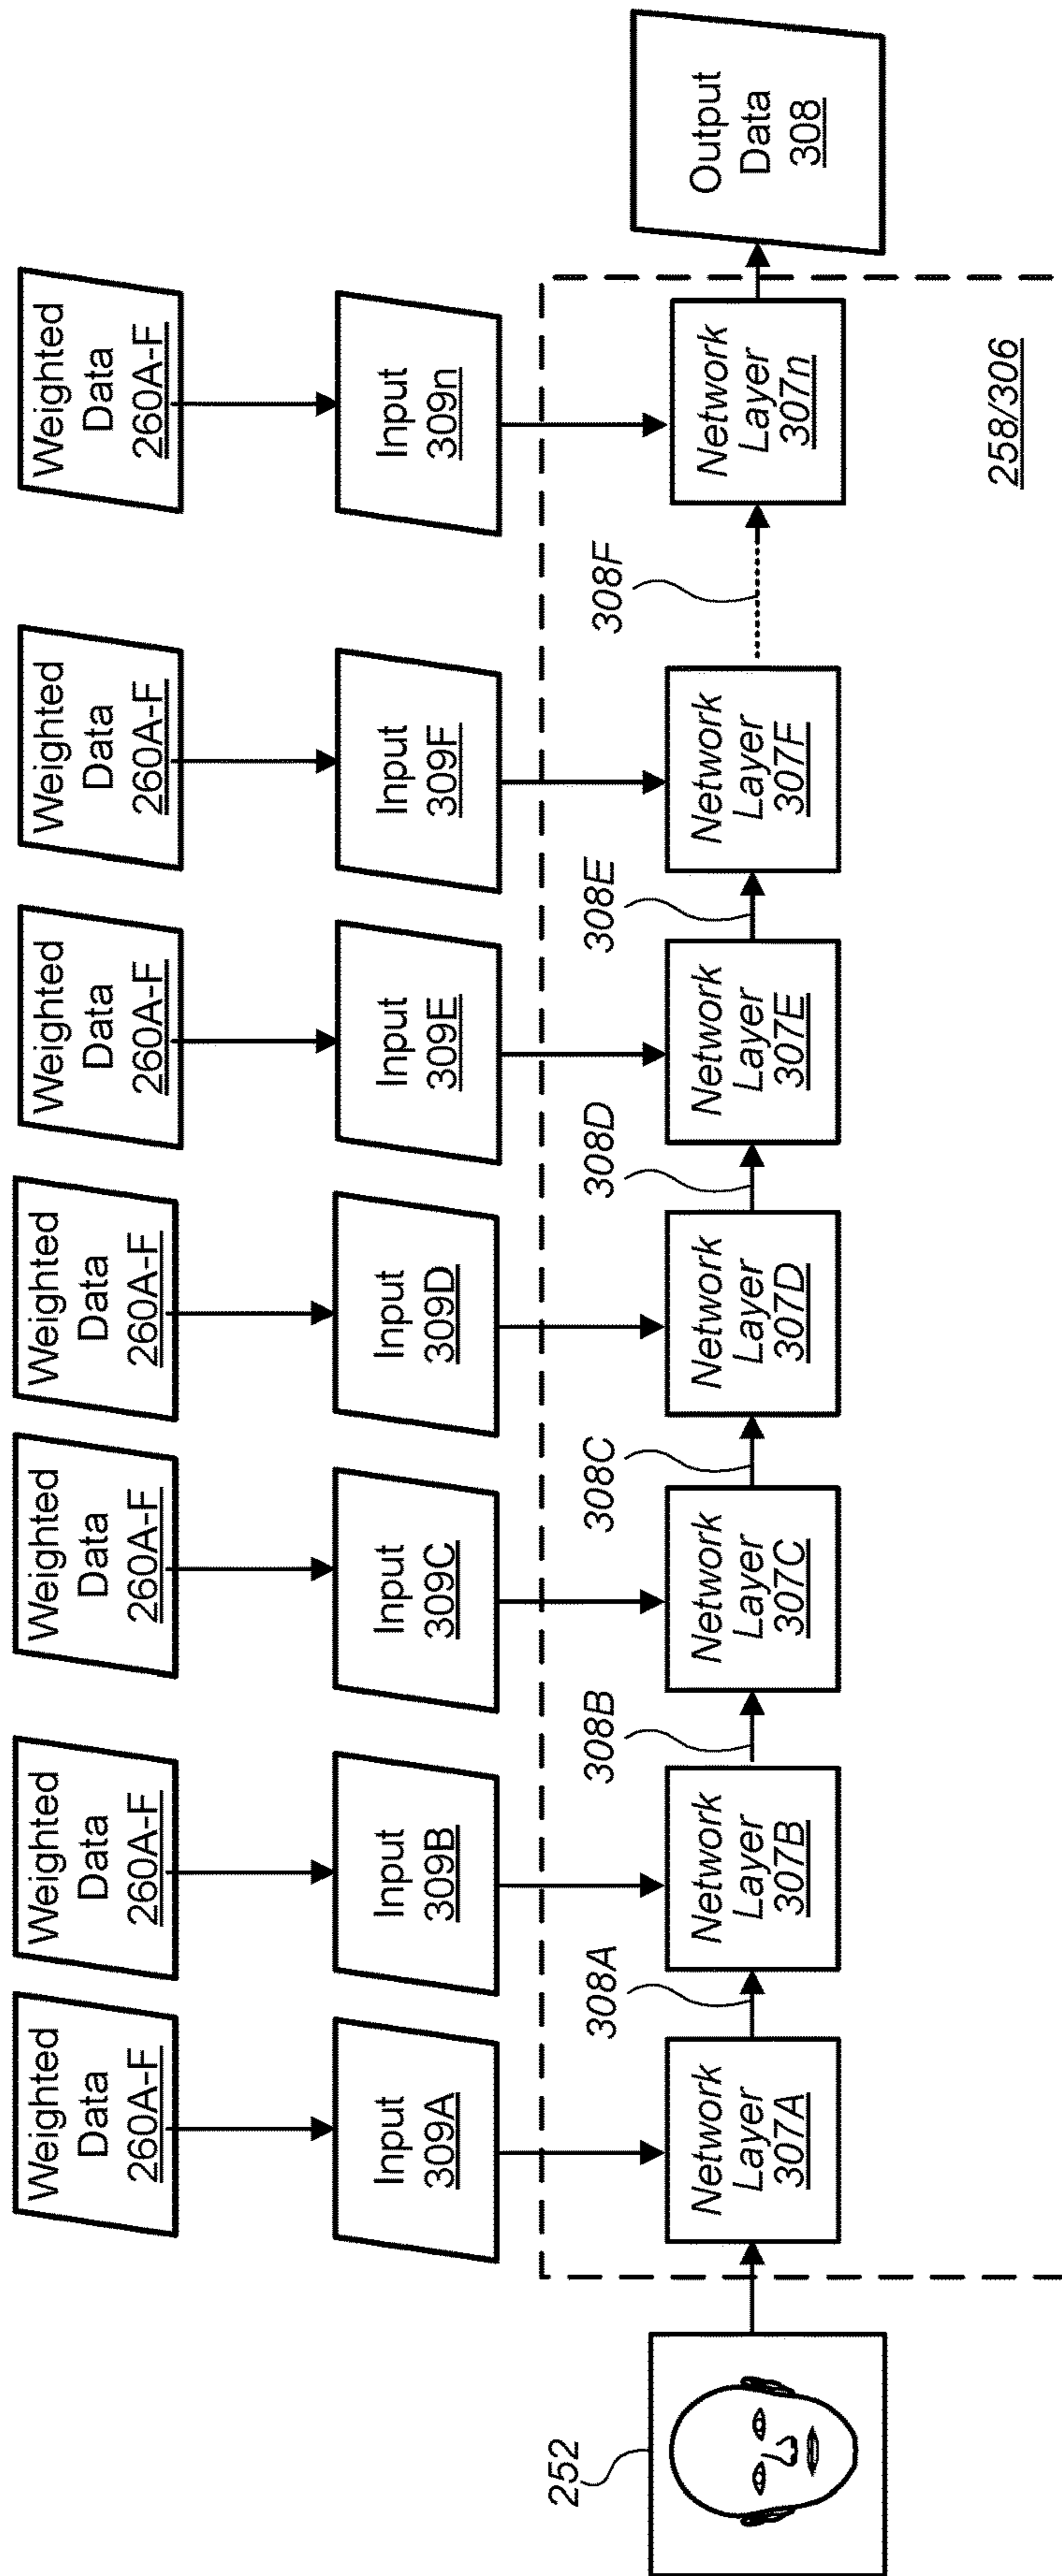 Weighted
Data
260A-F
Weighted
Data
260A-F
Weighted
Data
260A-F
Weighted
Data
260A-F
Weighted
Data
260A-F
Weighted
Data
260A-F
Weighted
Data
260A-F
Input
309A
Input
309B
Input
309C
Input
309D
Input
309E
Input
309F
Input
309n
252
308A
308B
308C
308D
308E
308F
Network
Layer
307A
Network
Layer
307B
Network
Layer
307C
Network
Layer
307D
Network
Layer
307E
Network
Layer
307F
Network
Layer
307n
Output
Data
308
258/306